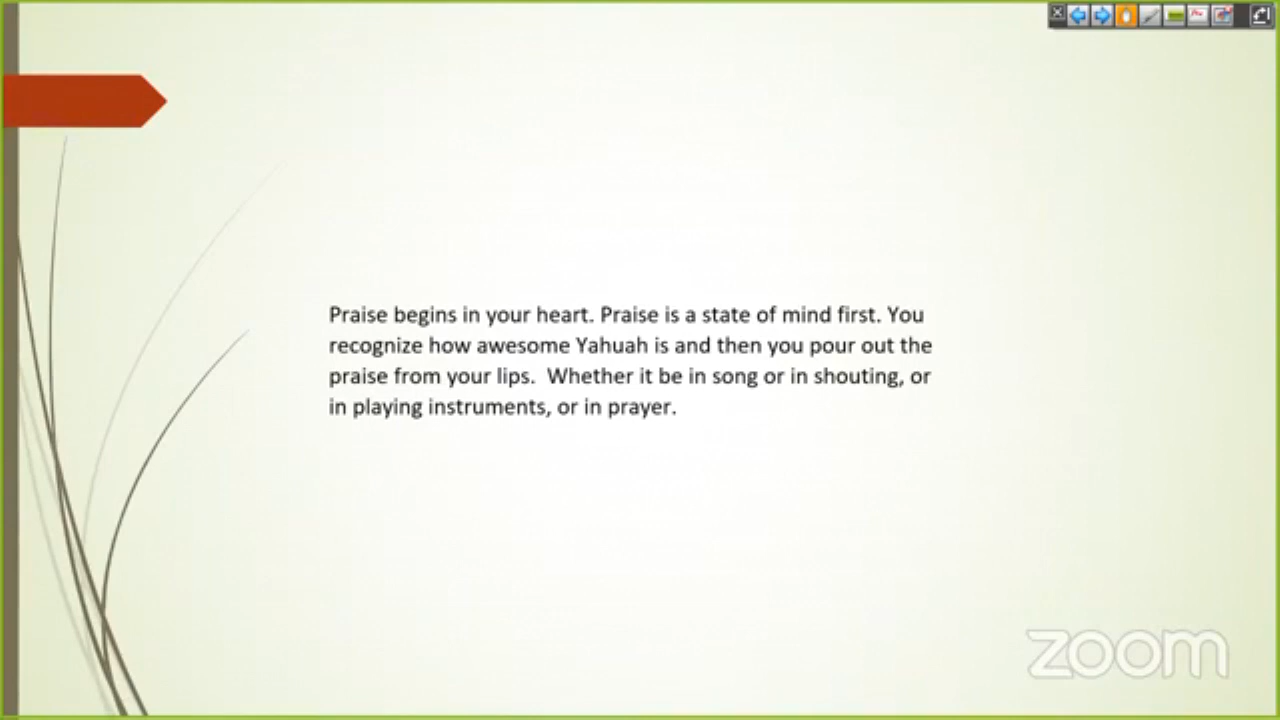 Praise begins in your heart. Praise is a state of mind first. You
recognize how awesome Yahuah is and then you pour out the
praise from your lips.  Whether it be in song or in shouting, or
in playing instruments, or in prayer.
zoom